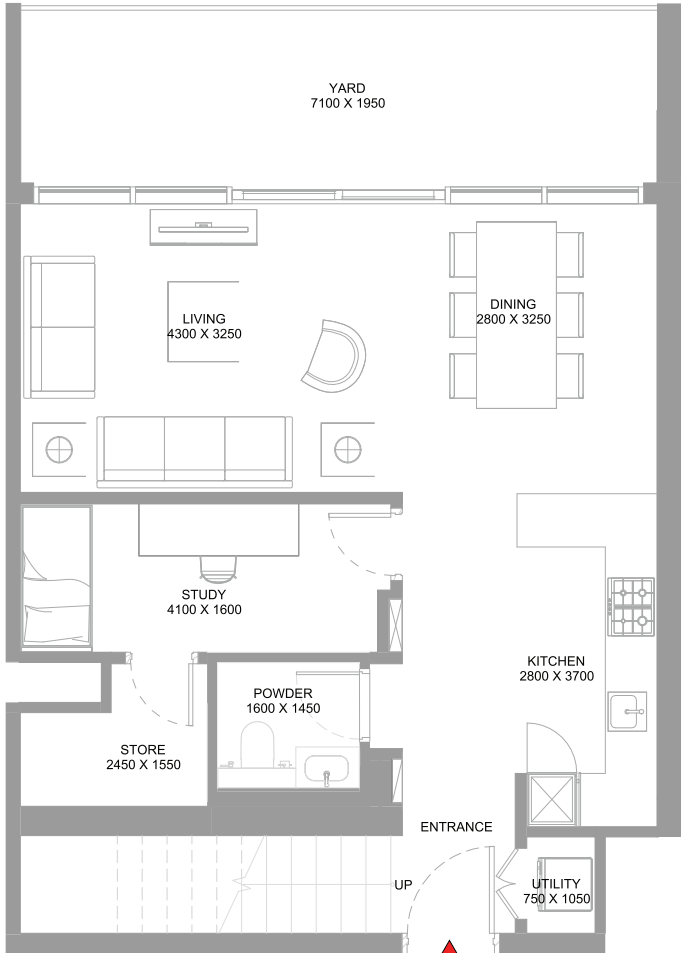 YARD
7100 X 1950
LIVING
4300 X 3250
DINING
2800 X 3250
STUDY
4100 X 1600
KITCHEN
2800 X 3700
POWDER
1600 X 1450
STORE
2450 X 1550
ENTRANCE
UP
UTILITY
750 X 1050